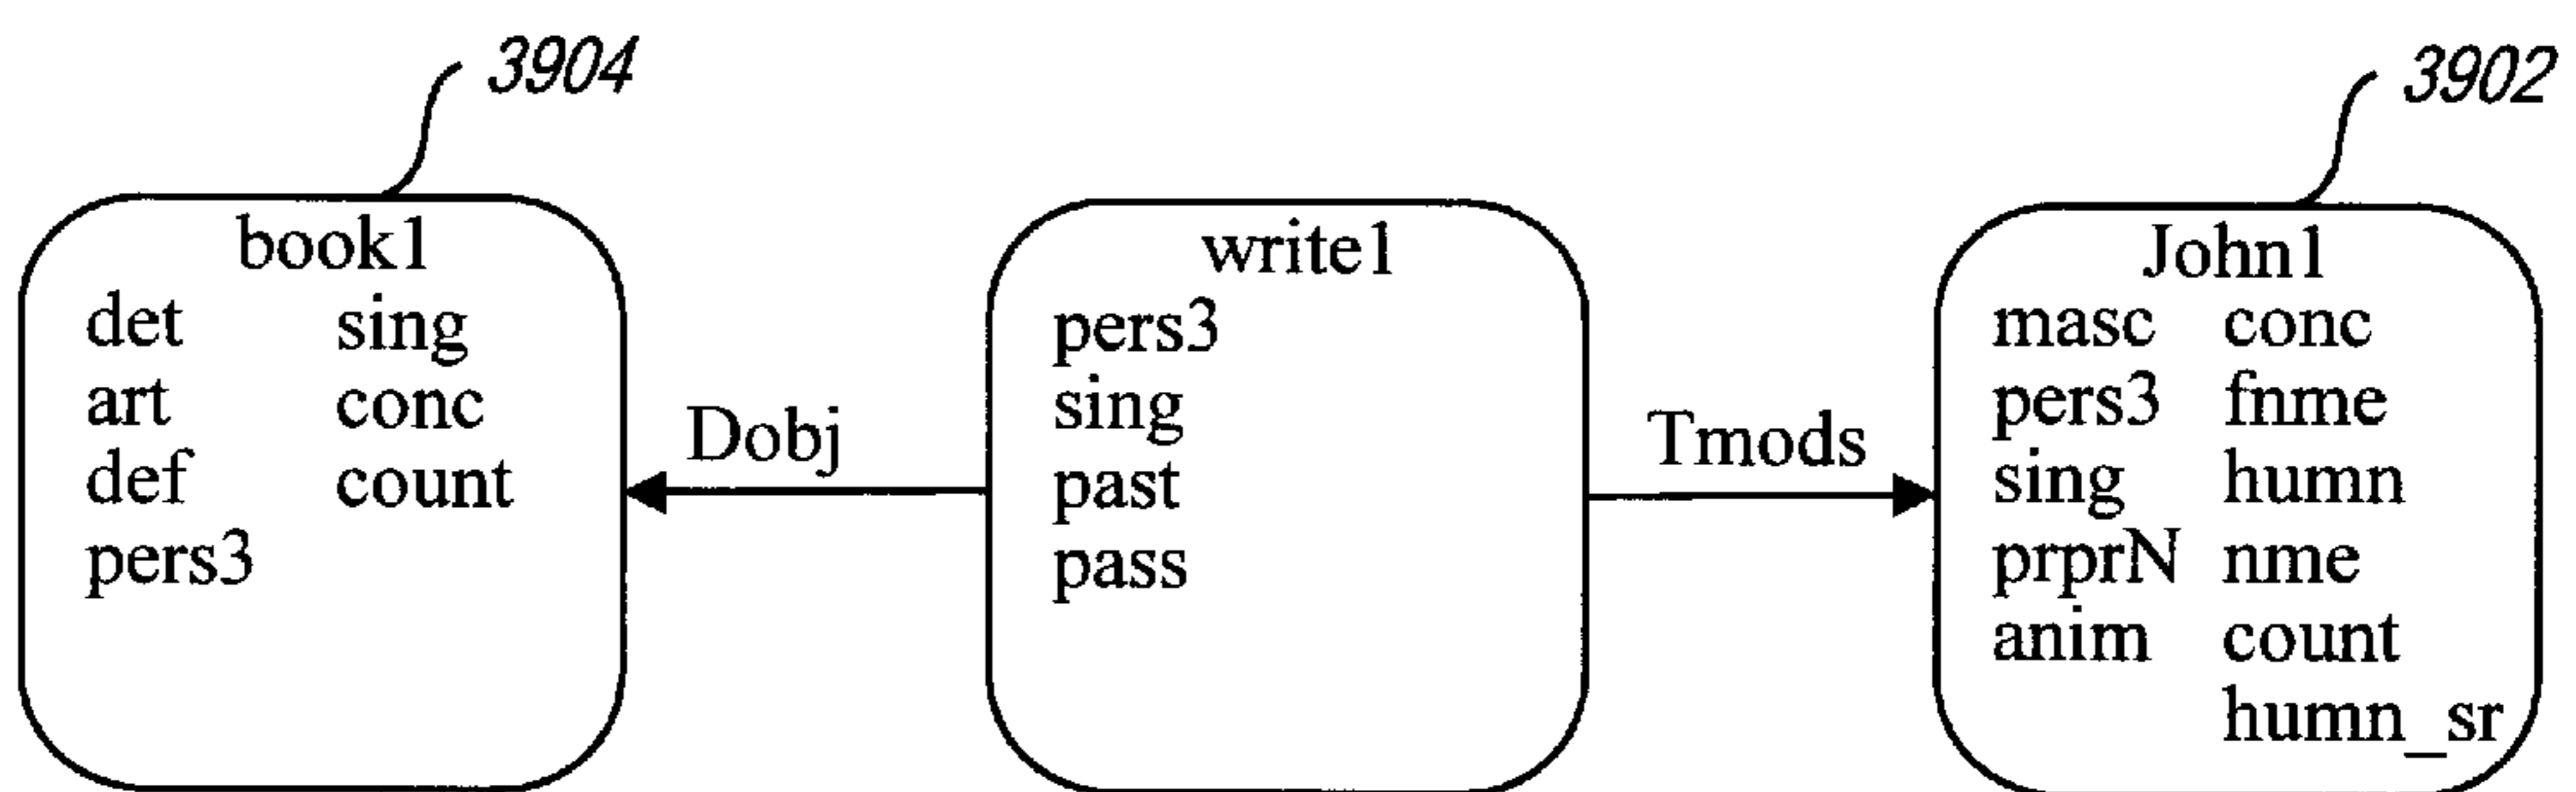 3904
3902
book1
det sing
art conc
def count
pers3
Dobj
write1
pers3
sing
past
pass
Tmods
John1
masc conc
pers3 fnme
sing humn
prprN nme
anim count
humn_sr